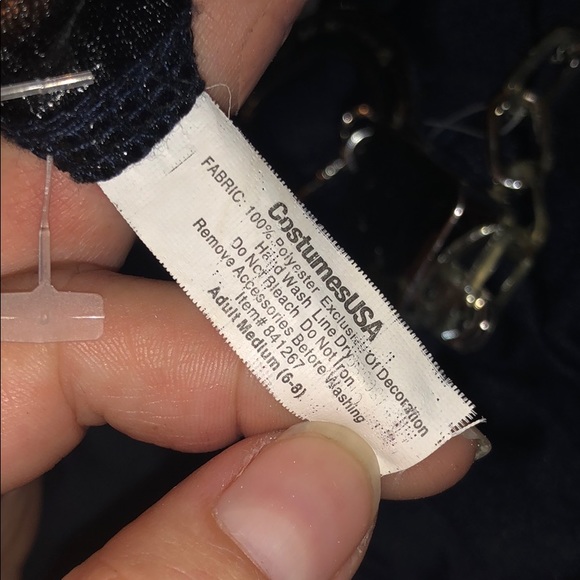 CostumesUSA
FABRIC: 100% Polyester Exclusive Of Decoration
Hand Wash Line Dry
Do Not Bleach Do Not Iron
Remove Accessories Before Washing
Item# 841267
Adult Medium (6-8)